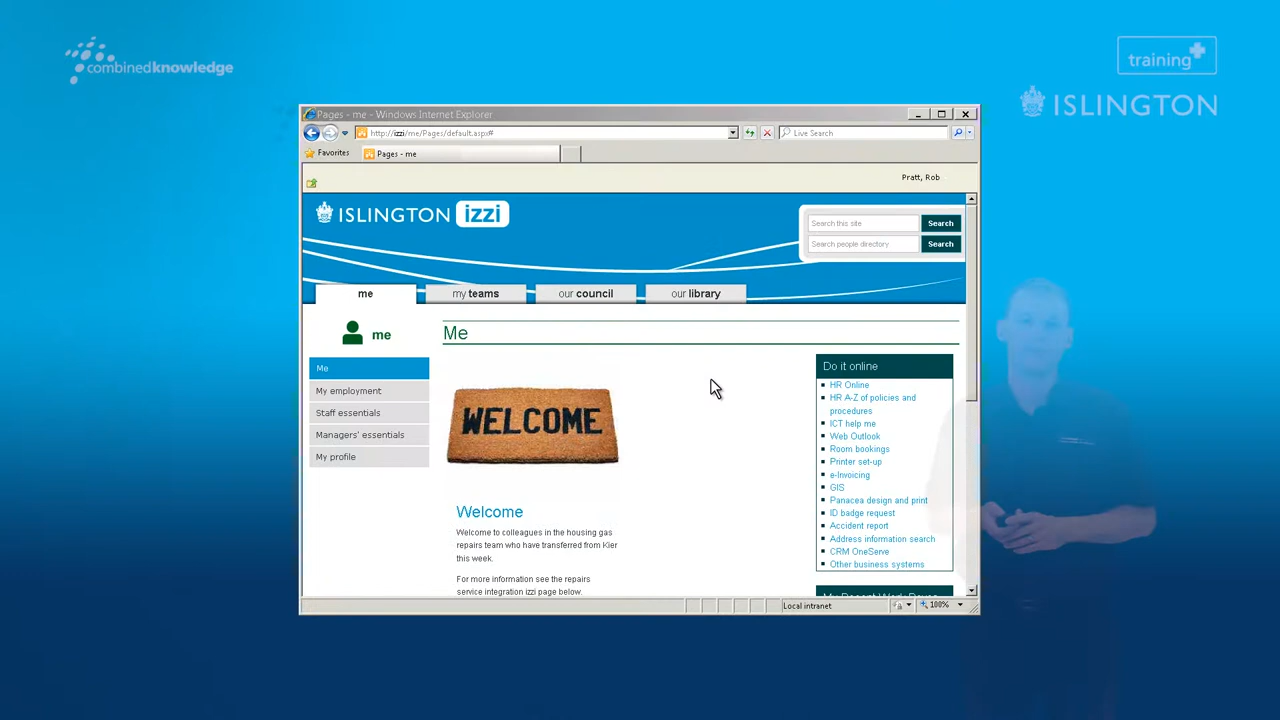 combinedknowledge
training+
ISLINGTON
Pages - me - Windows Internet Explorer
http://izzi/me/Pages/default.aspx#
Live Search
Favorites
Pages - me
Pratt, Rob
ISLINGTON izzi
Search this site
Search
Search people directory
Search
me
my teams
our council
our library
me
Me
My employment
Staff essentials
Managers' essentials
My profile
Me
WELCOME
Welcome
Welcome to colleagues in the housing gas
repairs team who have transferred from Kier
this week.
For more information see the repairs
service integration izzi page below.
Do it online
HR Online
HR A-Z of policies and
procedures
ICT help me
Web Outlook
Room bookings
Printer set-up
e-Invoicing
GIS
Panacea design and print
ID badge request
Accident report
Address information search
CRM OneServe
Other business systems
Local intranet
100%